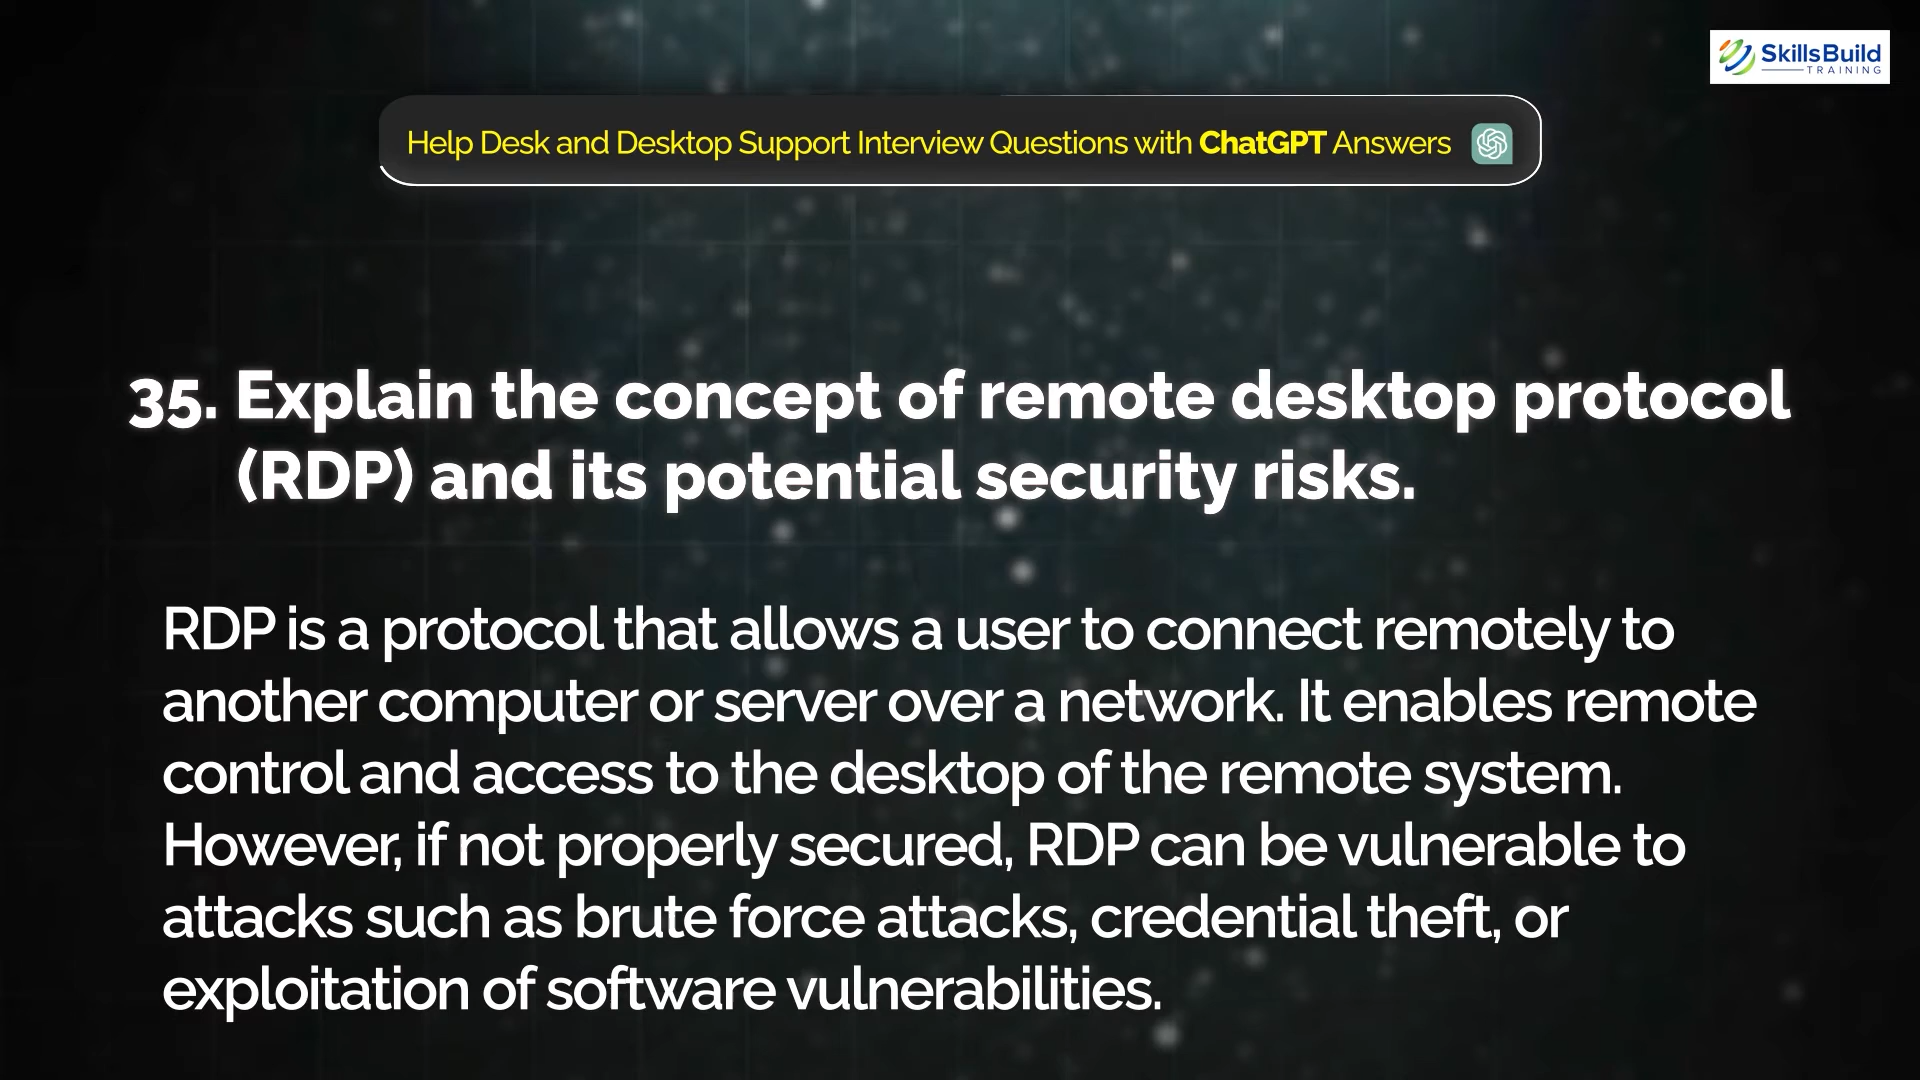 SkillsBuild
TRAINING
Help Desk and Desktop Support Interview Questions with ChatGPT Answers
35. Explain the concept of remote desktop protocol
(RDP) and its potential security risks.
RDP is a protocol that allows a user to connect remotely to
another computer or server over a network. It enables remote
control and access to the desktop of the remote system.
However, if not properly secured, RDP can be vulnerable to
attacks such as brute force attacks, credential theft, or
exploitation of software vulnerabilities.